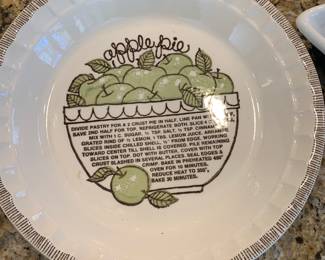 apple pie
DIVIDE PASTRY FOR A 2 CRUST PIE IN HALF. LINE PAN WITH
SAVE 2ND HALF FOR TOP. REFRIGERATE BOTH. SLICE
MIX WITH 1 C. SUGAR, TSP. SALT, TSP. CINNAMON,
GRATED RIND OF 1 LEMON, 1 TBS. LEMON JUICE. ARRANGE
SLICES INSIDE CHILLED SHELL, FROM EDGE. WORKING
TOWARD CENTER TILL SHELL IS COVERED. PILE REMAINING
SLICES ON TOP. DOT WITH BUTTER, COVER WITH TOP
CRUST SLASHED IN SEVERAL PLACES. SEAL EDGES &
CRIMP. BAKE IN PREHEATED 450°
OVEN FOR 10 MINUTES.
REDUCE HEAT TO 350°,
BAKE 30 MINUTES.